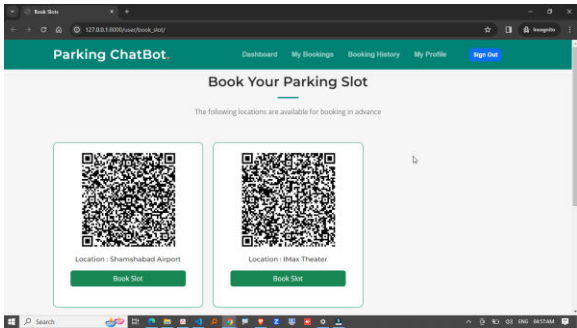 Book Slots
127.0.0.1:8000/user/book_slot/
Incognito
Parking ChatBot.
Dashboard My Bookings Booking History My Profile Sign Out
Book Your Parking Slot
The following locations are available for booking in advance
Location : Shamshabad Airport
Location : IMax Theater
Book Slot
Book Slot
Search
ENG